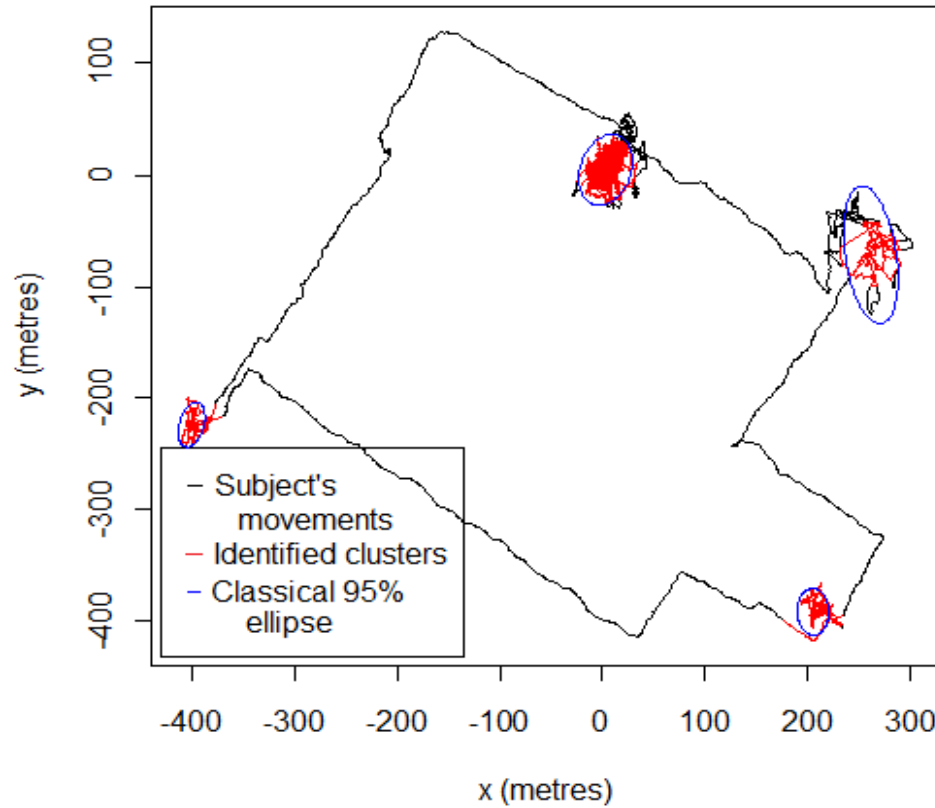 100
0
-100
-200
-300
-400
y (metres)
− Subject's
movements
− Identified clusters
− Classical 95%
ellipse
-400 -300 -200 -100 0 100 200 300
x (metres)